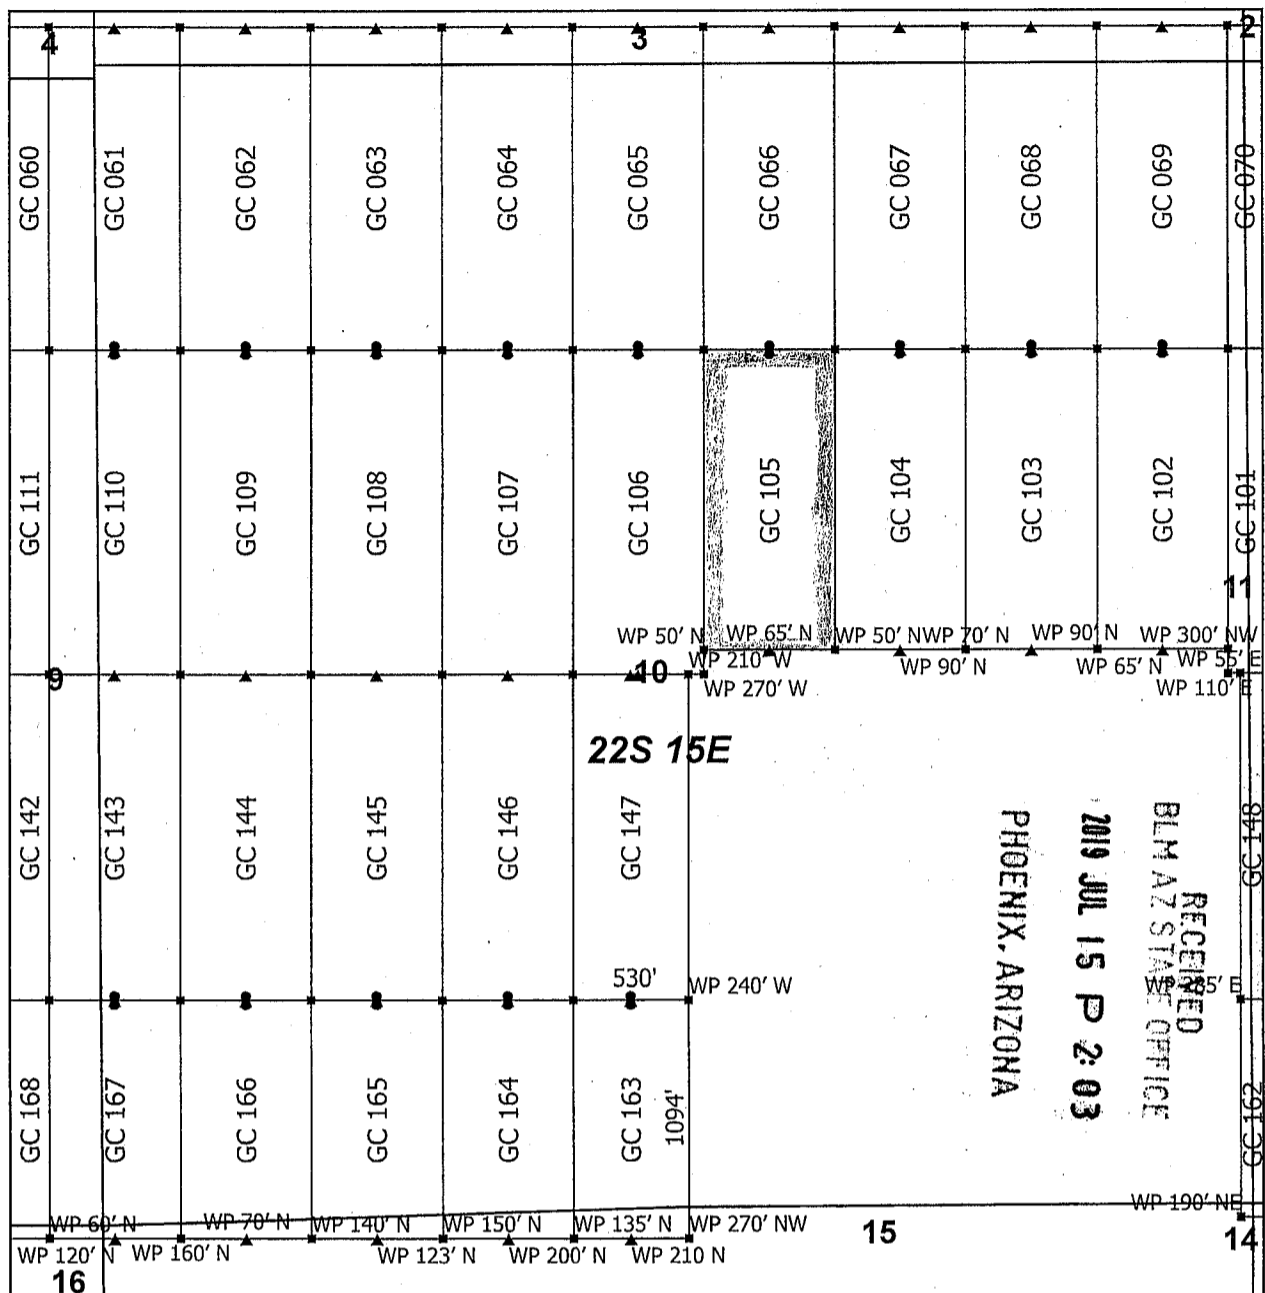 4 3 2
GC 060 GC 061 GC 062 GC 063 GC 064 GC 065 GC 066 GC 067 GC 068 GC 069 GC 070
GC 111 GC 110 GC 109 GC 108 GC 107 GC 106 GC 105 GC 104 GC 103 GC 102 GC 101
11
WP 50' N WP 65' N WP 50' N WP 70' N WP 90' N WP 300' NW
WP 210' W WP 90' N WP 65' N WP 55' E
9 10
WP 270' W WP 110' E
22S 15E
GC 142 GC 143 GC 144 GC 145 GC 146 GC 147 GC 148
RECEIVED
BLM AZ STATE OFFICE
2019 JUL 15 P 2:03
PHOENIX, ARIZONA
530' WP 240' W WP 285' E
GC 168 GC 167 GC 166 GC 165 GC 164 GC 163 1094' GC 162
WP 190' NE
WP 60' N WP 70' N WP 140' N WP 150' N WP 135' N WP 270' NW
15 14
WP 120' N WP 160' N WP 123' N WP 200' N WP 210 N
16